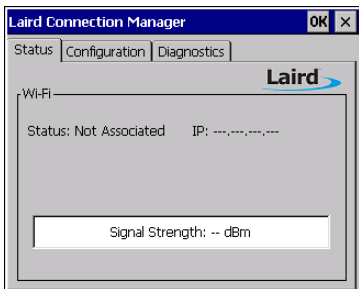 Laird Connection Manager OK ×
Status Configuration Diagnostics
Laird
Wi-Fi
Status: Not Associated IP: ---.---.---.---
Signal Strength: -- dBm